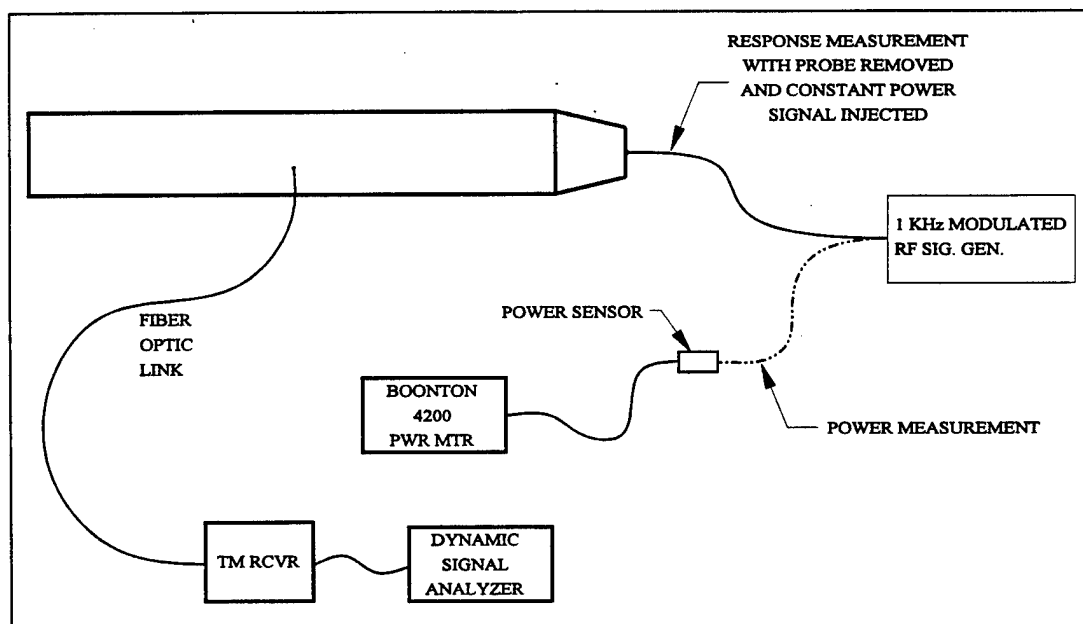 RESPONSE MEASUREMENT
WITH PROBE REMOVED
AND CONSTANT POWER
SIGNAL INJECTED
1 KHz MODULATED
RF SIG. GEN.
POWER SENSOR
FIBER
OPTIC
LINK
BOONTON
4200
PWR MTR
POWER MEASUREMENT
TM RCVR
DYNAMIC
SIGNAL
ANALYZER